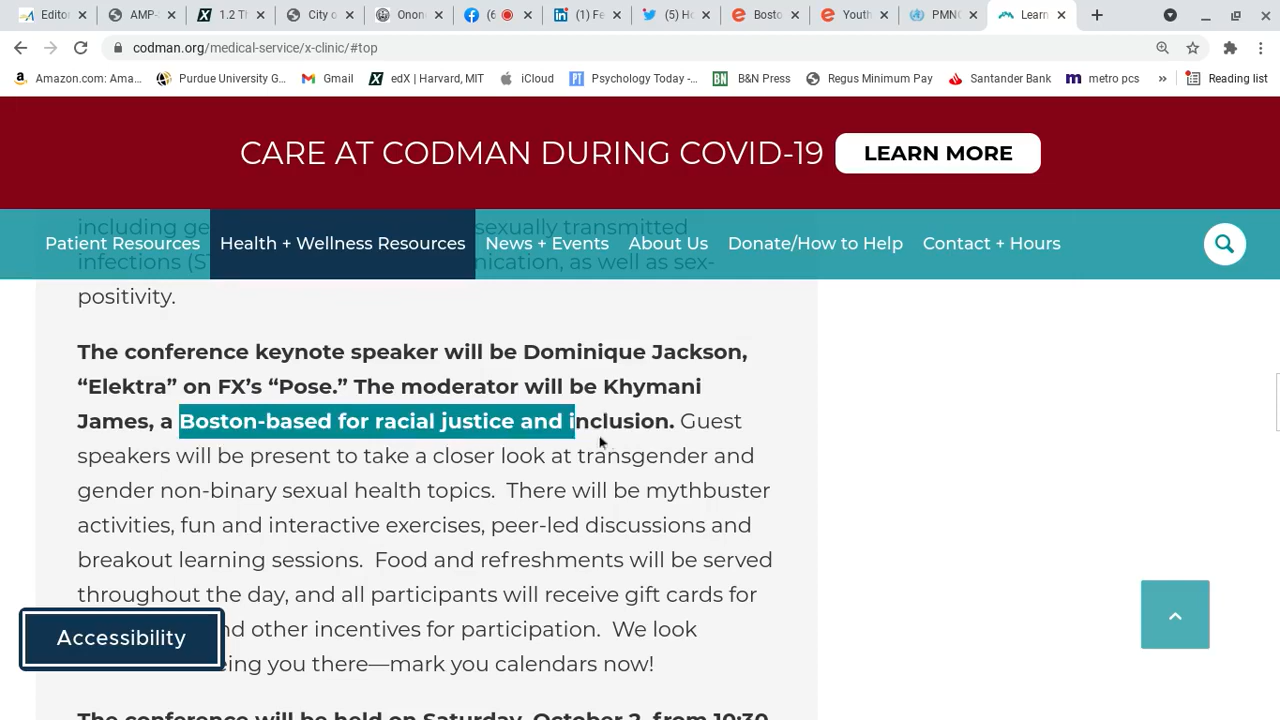 Editor
AMP-S
1.2 Th
City o
Onon
(6
(1) Fe
(5) Ho
Bosto
Youth
PMNC
Learn
codman.org/medical-service/x-clinic/#top
Amazon.com: Ama...
Purdue University G...
Gmail
edX | Harvard, MIT
iCloud
Psychology Today -...
BN
B&N Press
Regus Minimum Pay
Santander Bank
metro pcs
»
Reading list
CARE AT CODMAN DURING COVID-19 LEARN MORE
including ge sexually transmitted
Patient Resources Health + Wellness Resources News + Events About Us Donate/How to Help Contact + Hours
infections (ST nication, as well as sex-
positivity.
The conference keynote speaker will be Dominique Jackson,
“Elektra” on FX’s “Pose.” The moderator will be Khymani
James, a Boston-based for racial justice and inclusion. Guest
speakers will be present to take a closer look at transgender and
gender non-binary sexual health topics. There will be mythbuster
activities, fun and interactive exercises, peer-led discussions and
breakout learning sessions. Food and refreshments will be served
throughout the day, and all participants will receive gift cards for
nd other incentives for participation. We look
Accessibility
eing you there—mark you calendars now!
The conference will be held on Saturday, October 2, from 10:30